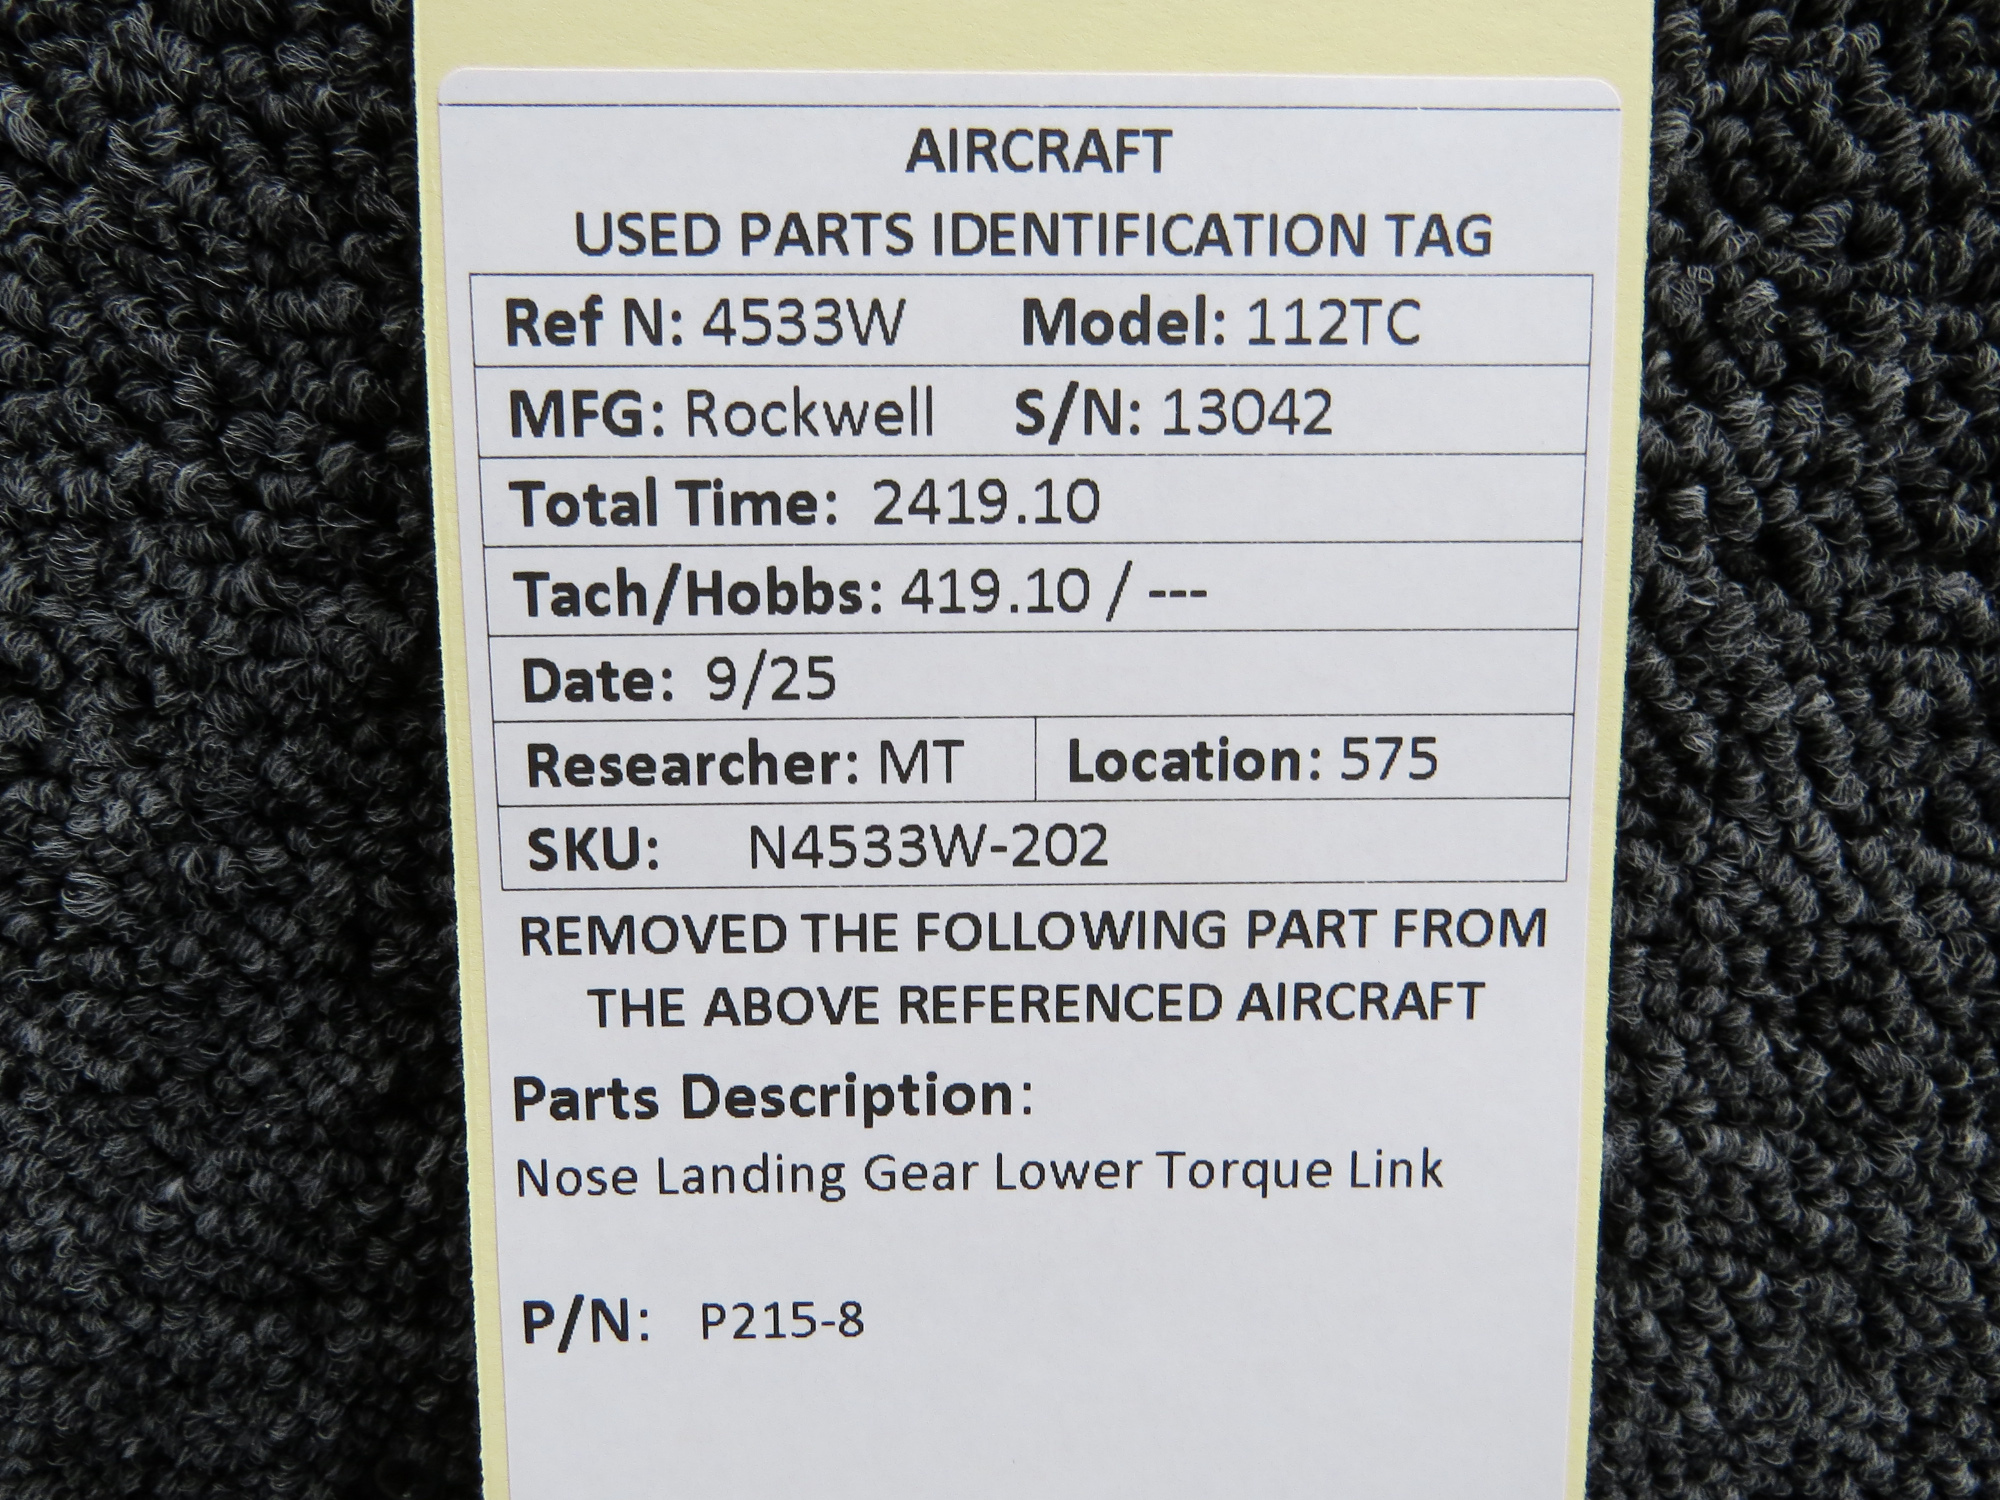 AIRCRAFT
USED PARTS IDENTIFICATION TAG
Ref N: 4533W Model: 112TC
MFG: Rockwell S/N: 13042
Total Time: 2419.10
Tach/Hobbs: 419.10 / ---
Date: 9/25
Researcher: MT Location: 575
SKU: N4533W-202
REMOVED THE FOLLOWING PART FROM
THE ABOVE REFERENCED AIRCRAFT
Parts Description:
Nose Landing Gear Lower Torque Link
P/N: P215-8